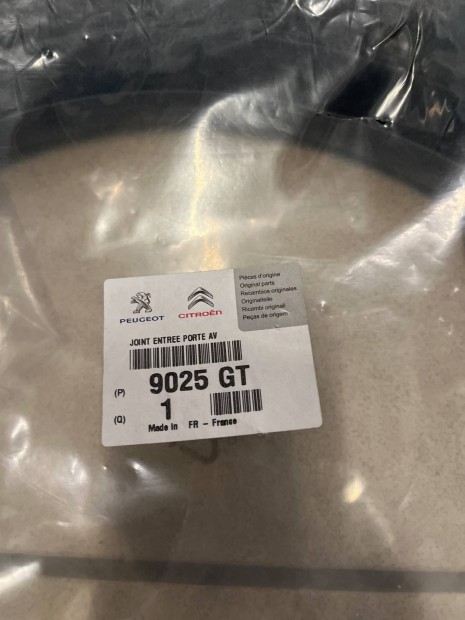 PEUGEOT
CITROËN
Pièces d'origine
Original parts
Recambios originales
Originalteile
Ricambi originali
Peças de origem
JOINT ENTREE PORTE AV
(P) 9025 GT
(Q) 1
Made in FR - France